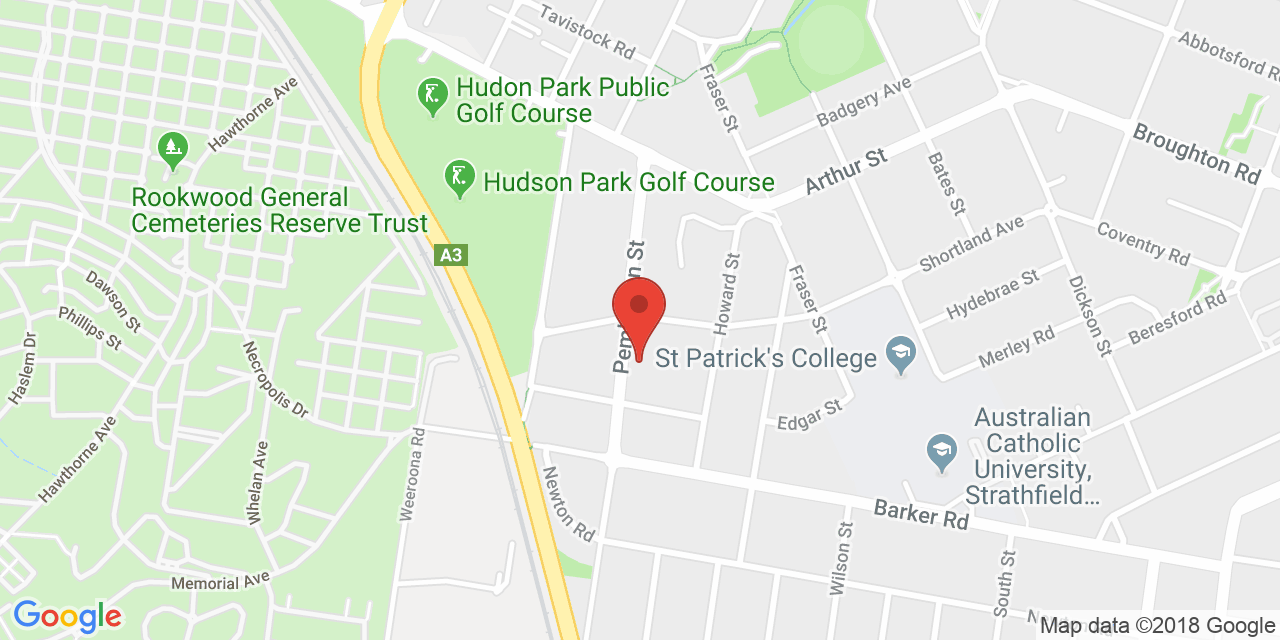 Tavistock Rd
Abbotsford Rd
Hudon Park Public
Golf Course
Hawthorne Ave
Fraser St
Badgery Ave
Broughton Rd
Arthur St
Bates St
Hudson Park Golf Course
Rookwood General
Cemeteries Reserve Trust
A3
Shortland Ave
Coventry Rd
Dawson St
Phillips St
Howard St
Fraser St
Hydebrae St
Dickson St
Beresford Rd
Merley Rd
Haslem Dr
Necropolis Dr
St Patrick's College
Edgar St
Australian
Catholic
University,
Strathfield...
Hawthorne Ave
Whelan Ave
Weeroona Rd
Newton Rd
Barker Rd
Wilson St
South St
Memorial Ave
Google
Map data ©2018 Google